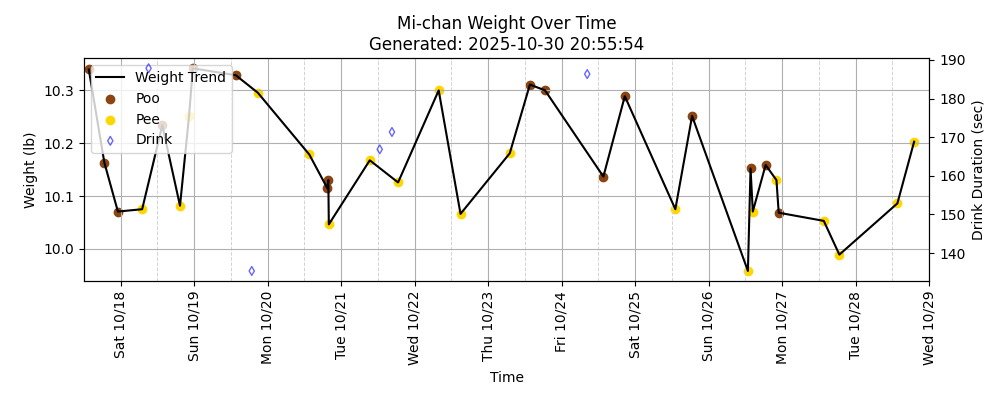 Mi-chan Weight Over Time
Generated: 2025-10-30 20:55:54
Weight Trend
Poo
Pee
Drink
Weight (lb)
10.3
10.2
10.1
10.0
190
180
170
160
150
140
Drink Duration (sec)
Sat 10/18
Sun 10/19
Mon 10/20
Tue 10/21
Wed 10/22
Thu 10/23
Fri 10/24
Sat 10/25
Sun 10/26
Mon 10/27
Tue 10/28
Wed 10/29
Time